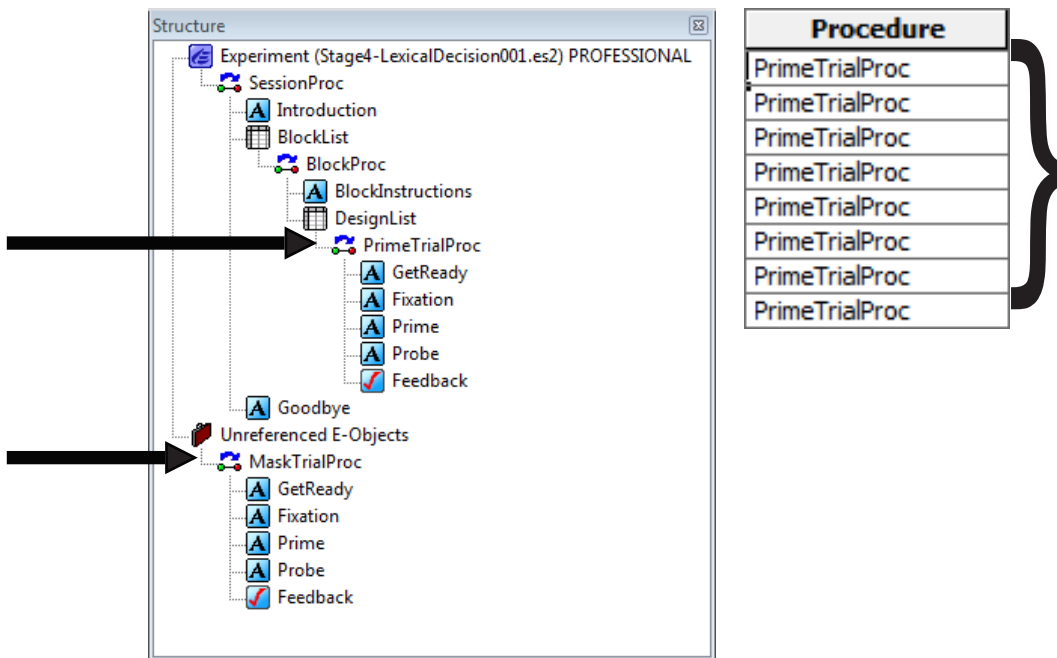 Structure
Experiment (Stage4-LexicalDecision001.es2) PROFESSIONAL
SessionProc
Introduction
BlockList
BlockProc
BlockInstructions
DesignList
PrimeTrialProc
GetReady
Fixation
Prime
Probe
Feedback
Goodbye
Unreferenced E-Objects
MaskTrialProc
GetReady
Fixation
Prime
Probe
Feedback
Procedure
PrimeTrialProc
PrimeTrialProc
PrimeTrialProc
PrimeTrialProc
PrimeTrialProc
PrimeTrialProc
PrimeTrialProc
PrimeTrialProc